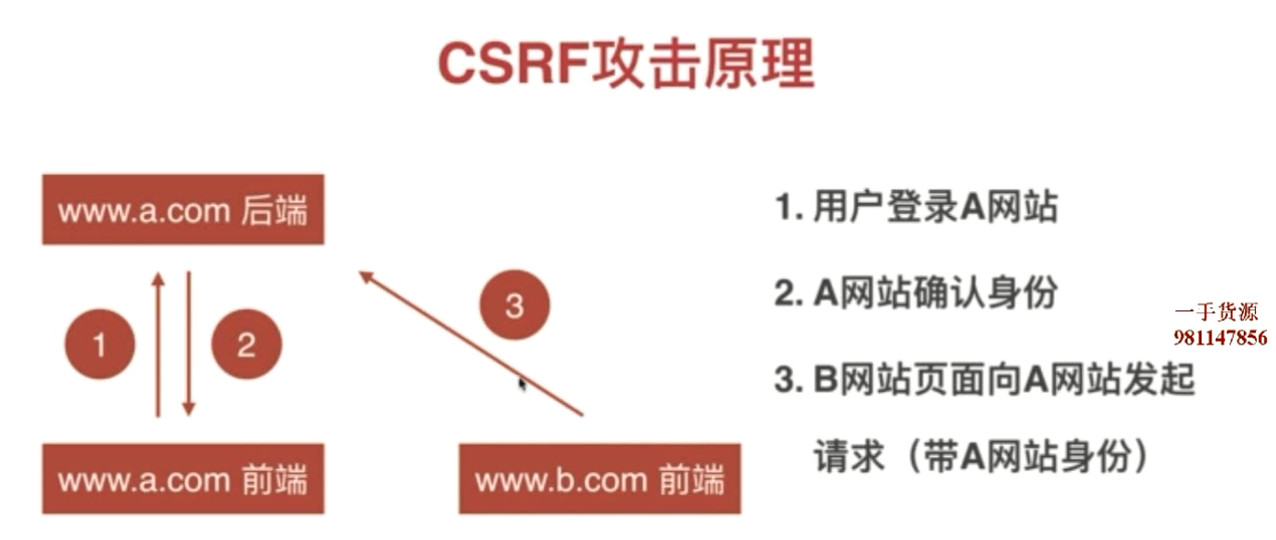 CSRF攻击原理
www.a.com 后端
1
2
3
www.a.com 前端
www.b.com 前端
1. 用户登录A网站
2. A网站确认身份
3. B网站页面向A网站发起
请求（带A网站身份）
一手货源
981147856